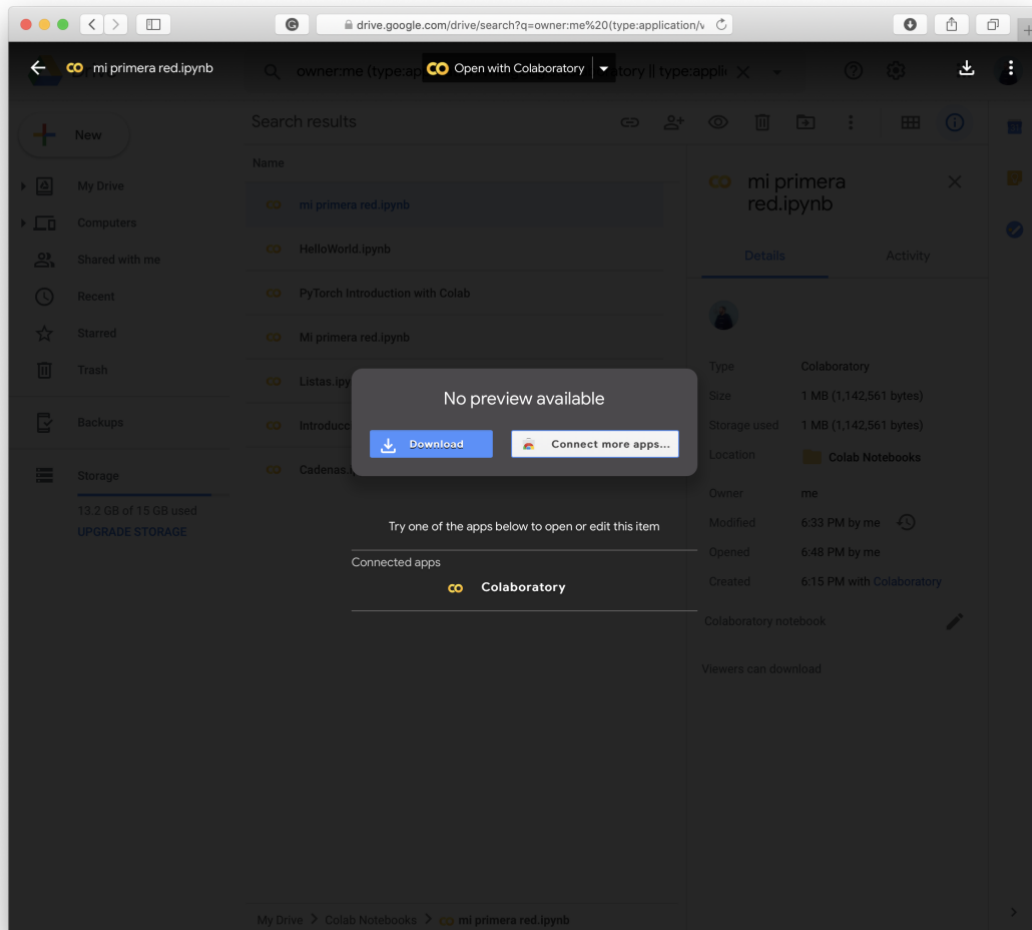 drive.google.com/drive/search?q=owner:me%20(type:application/v
mi primera red.ipynb
owner:me (type:ap
Open with Colaboratory
tory || type:applic
New
My Drive
Computers
Shared with me
Recent
Starred
Trash
Backups
Storage
13.2 GB of 15 GB used
UPGRADE STORAGE
Search results
Name
mi primera red.ipynb
HelloWorld.ipynb
PyTorch Introduction with Colab
Mi primera red.ipynb
Listas.ipy
Introducc
Cadenas.
No preview available
Download
Connect more apps...
Try one of the apps below to open or edit this item
Connected apps
Colaboratory
mi primera
red.ipynb
Details
Activity
Type Colaboratory
Size 1 MB (1,142,561 bytes)
Storage used 1 MB (1,142,561 bytes)
Location Colab Notebooks
Owner me
Modified 6:33 PM by me
Opened 6:48 PM by me
Created 6:15 PM with Colaboratory
Colaboratory notebook
Viewers can download
My Drive > Colab Notebooks > mi primera red.ipynb